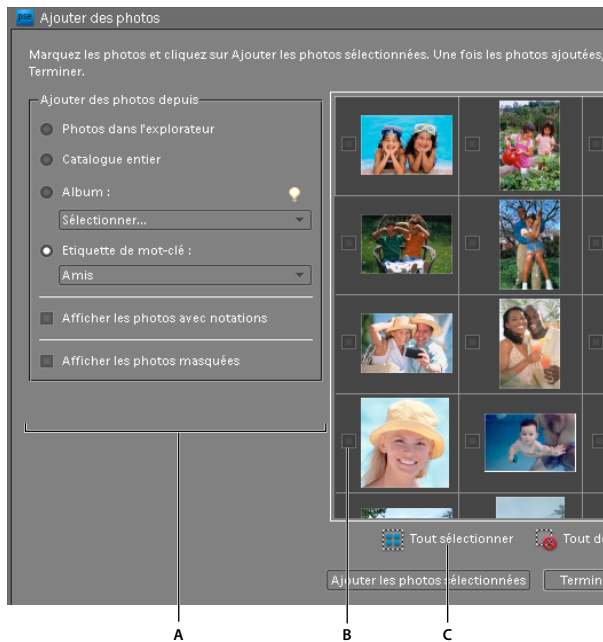 pse Ajouter des photos
Marquez les photos et cliquez sur Ajouter les photos sélectionnées. Une fois les photos ajoutées,
Terminer.
Ajouter des photos depuis
Photos dans l'explorateur
Catalogue entier
Album :
Sélectionner...
Etiquette de mot-clé :
Amis
Afficher les photos avec notations
Afficher les photos masquées
Tout sélectionner Tout de
Ajouter les photos sélectionnées Termin
A B C